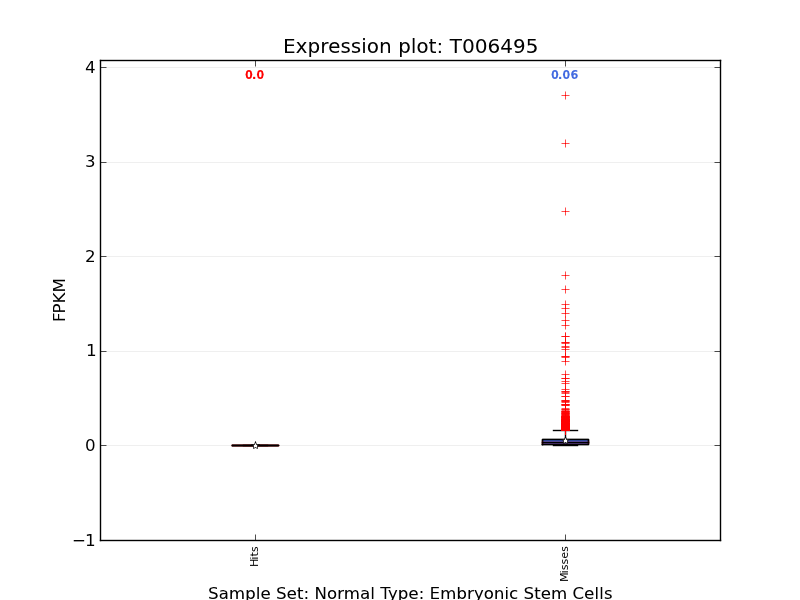 Expression plot: T006495
0.0
0.06
4
3
2
1
0
−1
FPKM
Hits
Misses
Sample Set: Normal Type: Embryonic Stem Cells